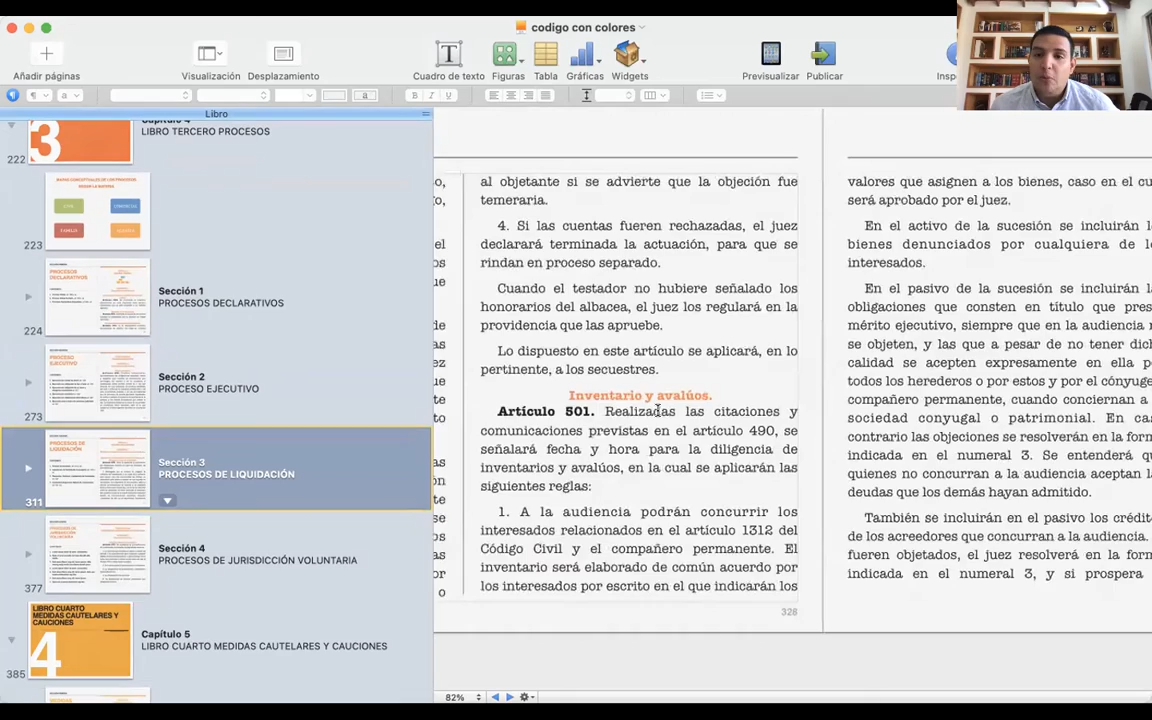 codigo con colores
Añadir páginas
Visualización
Desplazamiento
Cuadro de texto
Figuras
Tabla
Gráficas
Widgets
Previsualizar
Publicar
Insp
Libro
3
LIBRO TERCERO PROCESOS
222
223
PROCESOS
DECLARATIVOS
Sección 1
PROCESOS DECLARATIVOS
224
PROCESO
EJECUTIVO
Sección 2
PROCESO EJECUTIVO
273
PROCESOS DE
LIQUIDACIÓN
Sección 3
PROCESOS DE LIQUIDACIÓN
311
Sección 4
PROCESOS DE JURISDICCIÓN VOLUNTARIA
377
LIBRO CUARTO
MEDIDAS CAUTELARES Y
CAUCIONES
4
Capítulo 5
LIBRO CUARTO MEDIDAS CAUTELARES Y CAUCIONES
385
al objetante si se advierte que la objeción fue
temeraria.
4. Si las cuentas fueren rechazadas, el juez
declarará terminada la actuación, para que se
rindan en proceso separado.
Cuando el testador no hubiere señalado los
honorarios del albacea, el juez los regulará en la
providencia que las apruebe.
Lo dispuesto en este artículo se aplicará, en lo
pertinente, a los secuestres.
Inventario y avalúos.
Artículo 501. Realizadas las citaciones y
comunicaciones previstas en el artículo 490, se
señalará fecha y hora para la diligencia de
inventarios y avalúos, en la cual se aplicarán las
siguientes reglas:
1. A la audiencia podrán concurrir los
interesados relacionados en el artículo 1312 del
Código Civil y el compañero permanente. El
inventario será elaborado de común acuerdo por
los interesados por escrito en el que indicarán los
328
valores que asignen a los bienes, caso en el cu
será aprobado por el juez.
En el activo de la sucesión se incluirán l
bienes denunciados por cualquiera de l
interesados.
En el pasivo de la sucesión se incluirán l
obligaciones que consten en título que pres
mérito ejecutivo, siempre que en la audiencia
se objeten, y las que a pesar de no tener dich
calidad se acepten expresamente en ella p
todos los herederos o por estos y por el cónyuge
compañero permanente, cuando conciernan a
sociedad conyugal o patrimonial. En cas
contrario las objeciones se resolverán en la form
indicada en el numeral 3. Se entenderá qu
quienes no concurran a la audiencia aceptan l
deudas que los demás hayan admitido.
También se incluirán en el pasivo los crédit
de los acreedores que concurran a la audiencia.
fueren objetados, el juez resolverá en la form
indicada en el numeral 3, y si prospera
82%